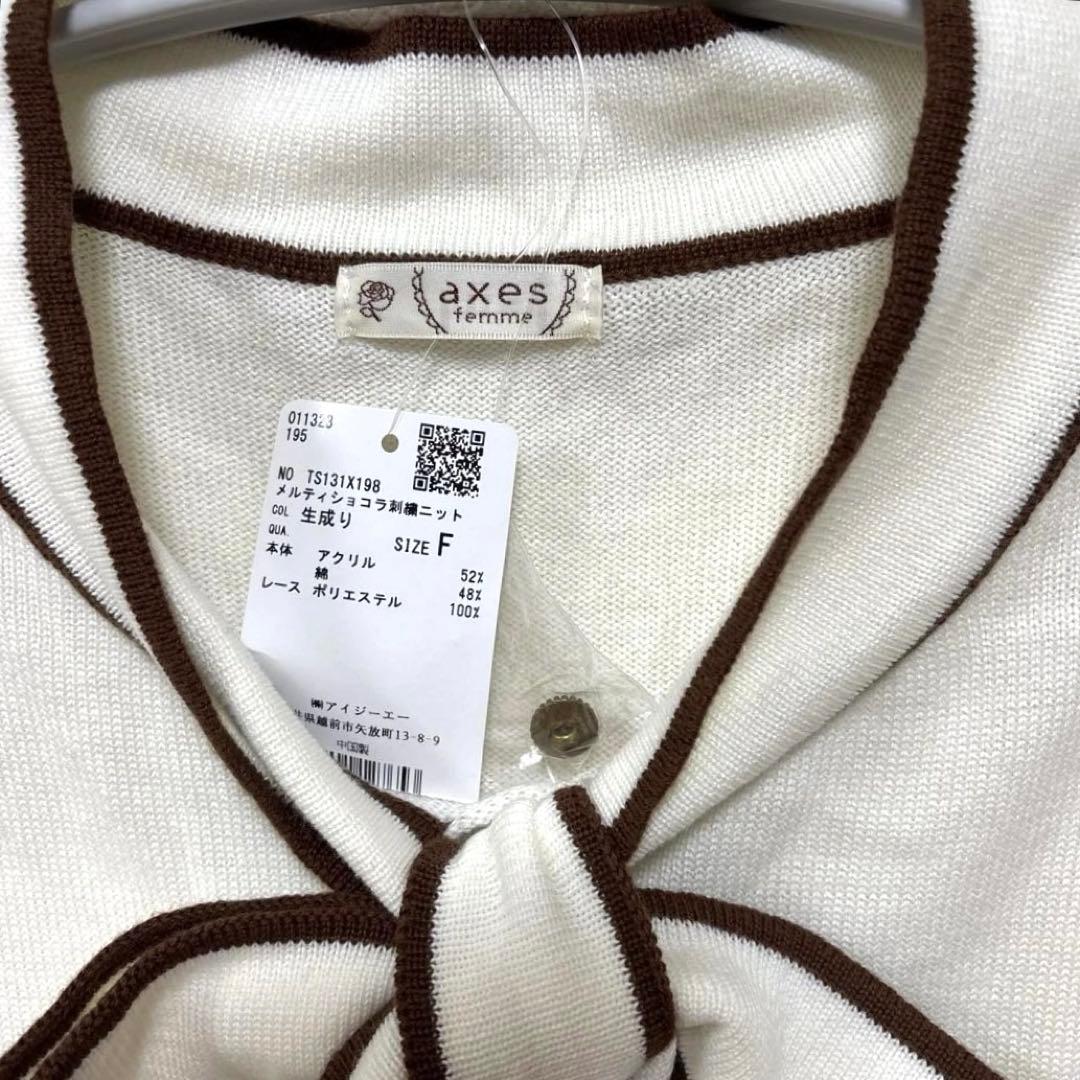 axes
femme
011323
195
NO TS131X198
メルティショコラ刺繍ニット
COL 生成り
QUA. SIZE F
本体 アクリル 52%
綿 48%
レース ポリエステル 100%
㈱アイジーエー
井県越前市矢放町13-8-9
中国製